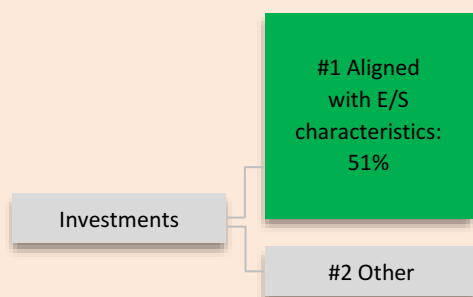 #1 Aligned
with E/S
characteristics:
51%
Investments
#2 Other